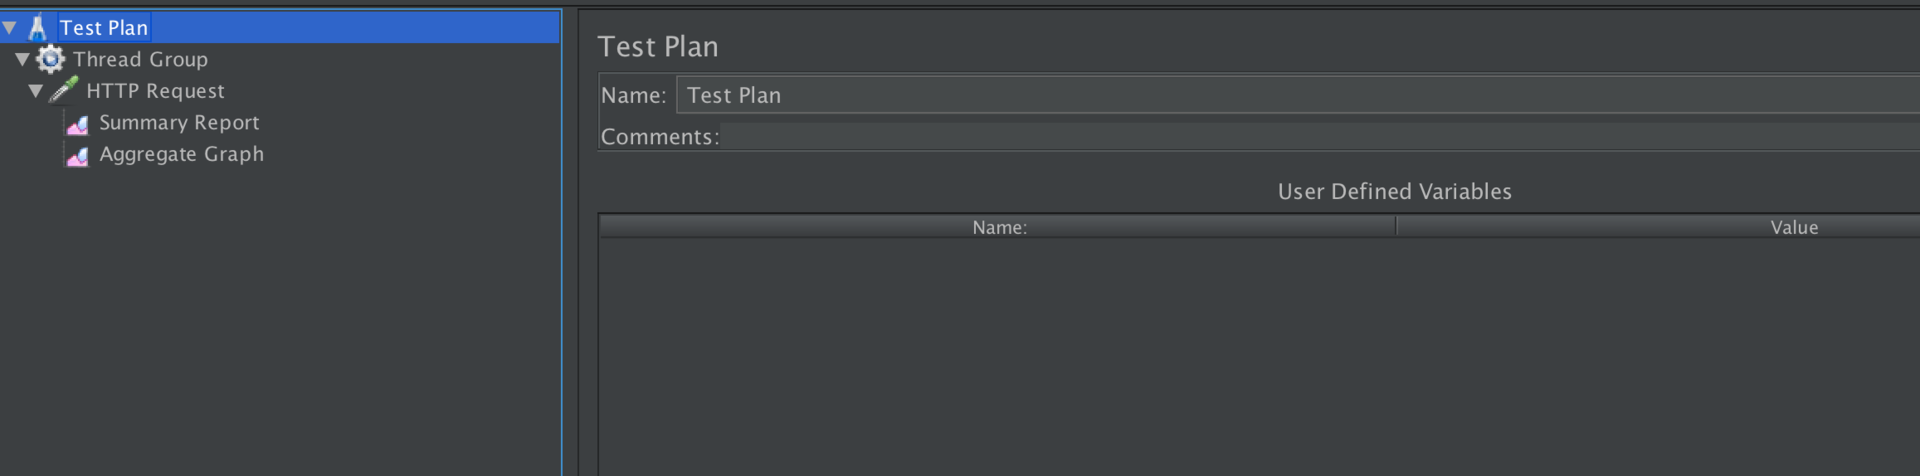 Test Plan
Thread Group
HTTP Request
Summary Report
Aggregate Graph
Test Plan
Name: Test Plan
Comments:
User Defined Variables
Name: Value